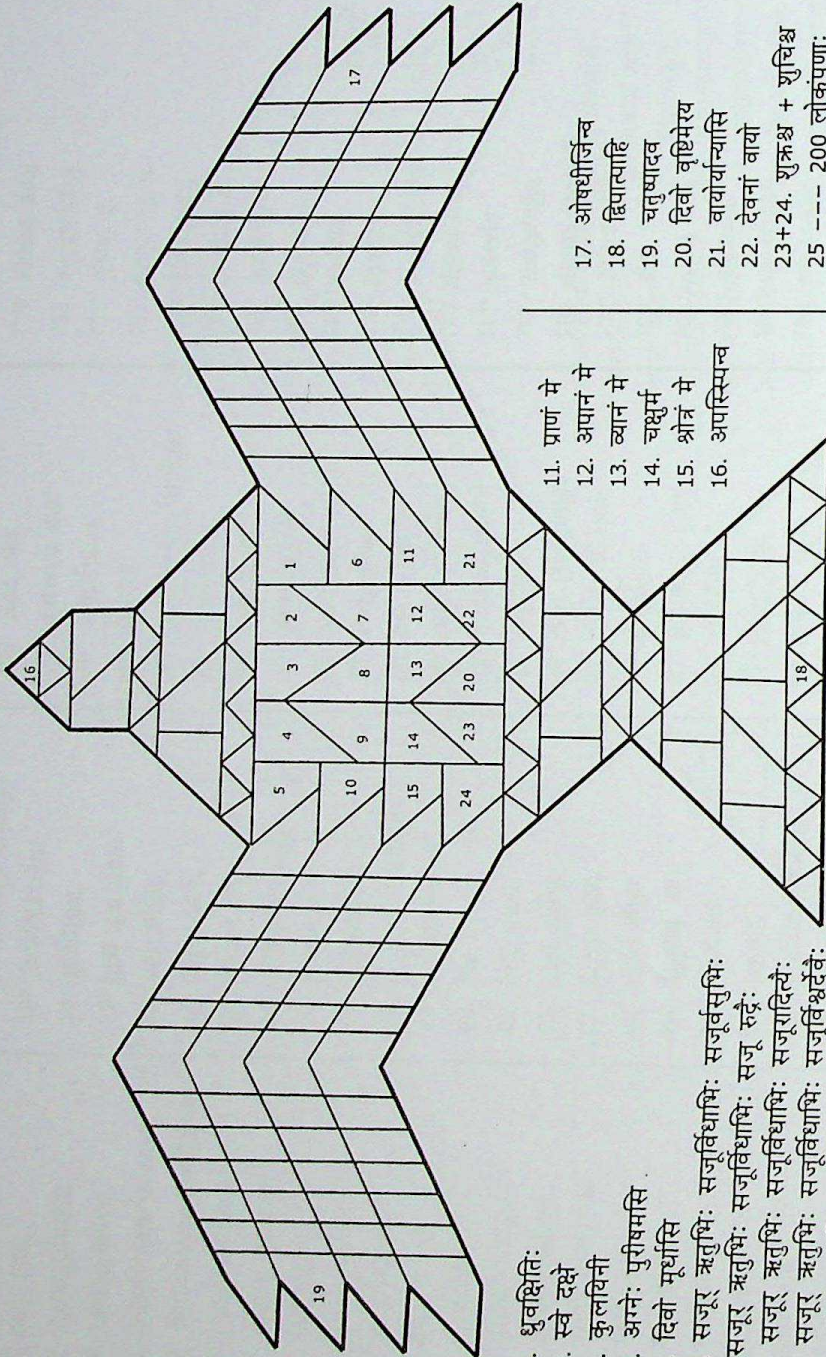 16
1
2
3
4
5
6
7
8
9
10
11
12
13
14
15
21
22
20
23
24
17
19
18
. ध्रुवक्षितिः
. स्वे दक्षे
. कुलयिनी
. अग्नेः पुरीषमसि
दिवो मूर्धासि
सजूर् ऋतुभिः सजूर्विधाभिः सजूर्वसुभिः
सजूर् ऋतुभिः सजूर्विधाभिः सजू रुद्रैः
सजूर् ऋतुभिः सजूर्विधाभिः सजूरादित्यैः
सजूर् ऋतुभिः सजूर्विधाभिः सजूर्विश्वर्देवैः
11. प्राणं मे
12. अपानं मे
13. व्यानं मे
14. चक्षुर्म
15. श्रोत्रं मे
16. अपस्स्पिन्व
17. ओषधीर्जिन्व
18. द्विपात्पाहि
19. चतुष्पादव
20. दिवो वृष्टिमेरय
21. वायोर्यान्यासि
22. देवनां वायो
23+24. शुक्रश्च + शुचिश्च
25 --- 200 लोकंपृणाः